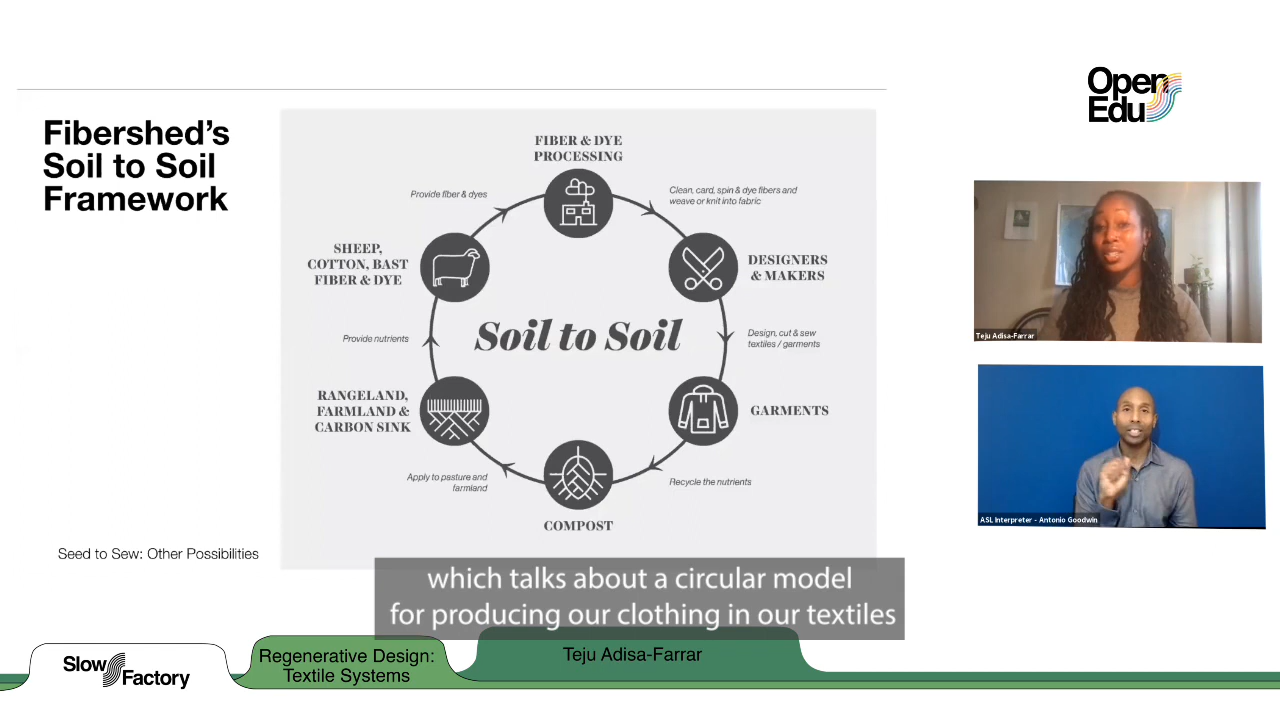 Fibershed's
Soil to Soil
Framework
FIBER & DYE
PROCESSING
Provide fiber & dyes
Clean, card, spin & dye fibers and
weave or knit into fabric
SHEEP,
COTTON, BAST
FIBER & DYE
DESIGNERS
& MAKERS
Soil to Soil
Provide nutrients
Design, cut & sew
textiles / garments
RANGELAND,
FARMLAND &
CARBON SINK
GARMENTS
Apply to pasture and
farmland
Recycle the nutrients
COMPOST
Seed to Sew: Other Possibilities
Open
Edu
Teju Adisa-Farrar
ASL Interpreter - Antonio Goodwin
which talks about a circular model
for producing our clothing in our textiles
Slow
Factory
Regenerative Design:
Textile Systems
Teju Adisa-Farrar